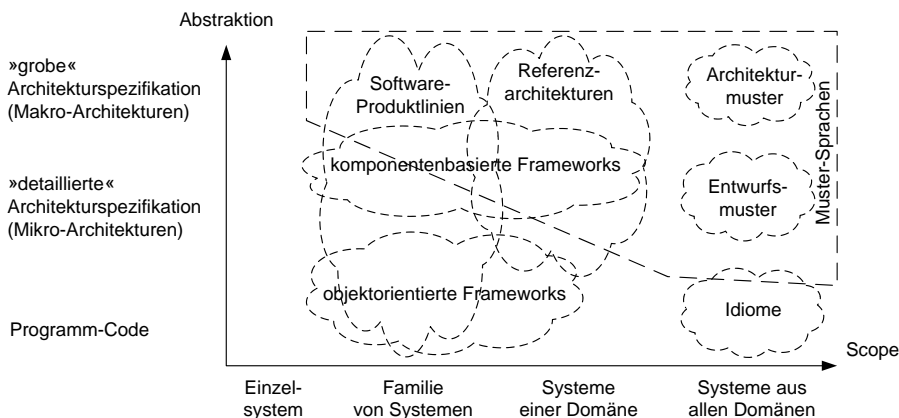 Abstraktion
»grobe«
Architekturspezifikation
(Makro-Architekturen)
Software-
Produktlinien
Referenz-
architekturen
Architektur-
muster
Muster-Sprachen
komponentenbasierte Frameworks
»detaillierte«
Architekturspezifikation
(Mikro-Architekturen)
Entwurfs-
muster
objektorientierte Frameworks
Idiome
Programm-Code
Scope
Einzel-
system
Familie
von Systemen
Systeme
einer Domäne
Systeme aus
allen Domänen